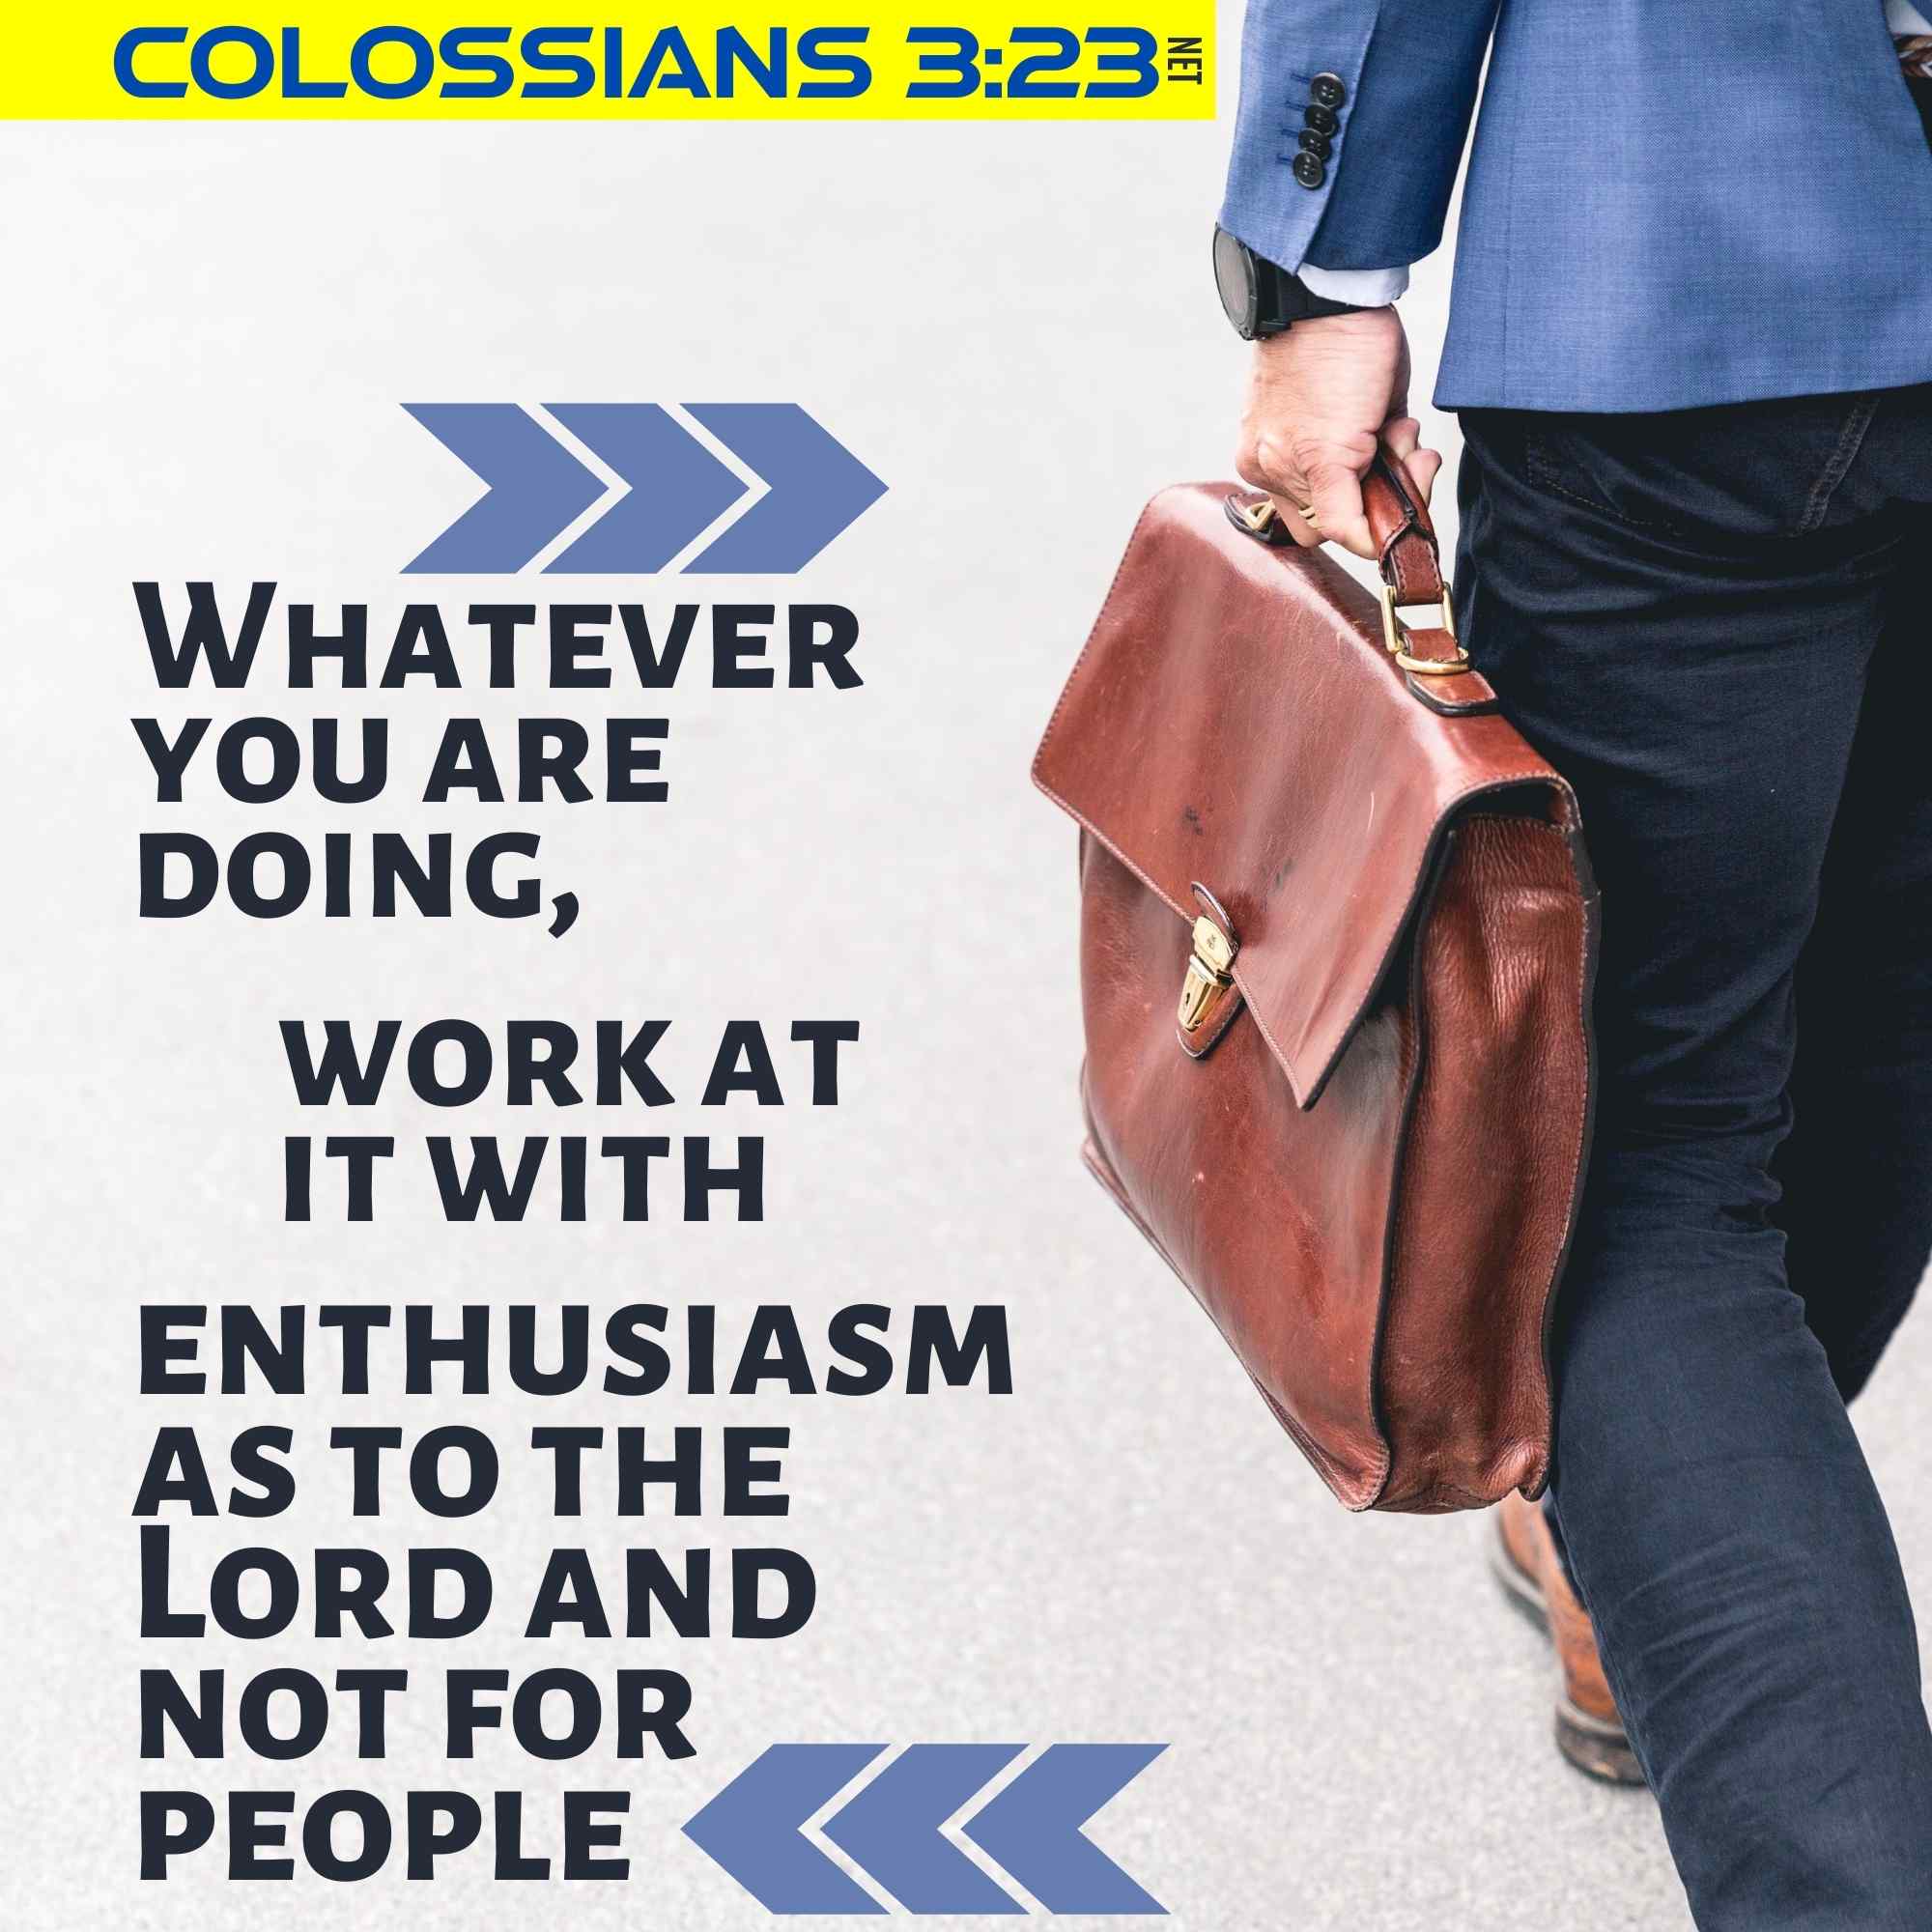 COLOSSIANS 3:23 NET
Whatever
you are
doing,
work at
it with
enthusiasm
as to the
Lord and
not for
people